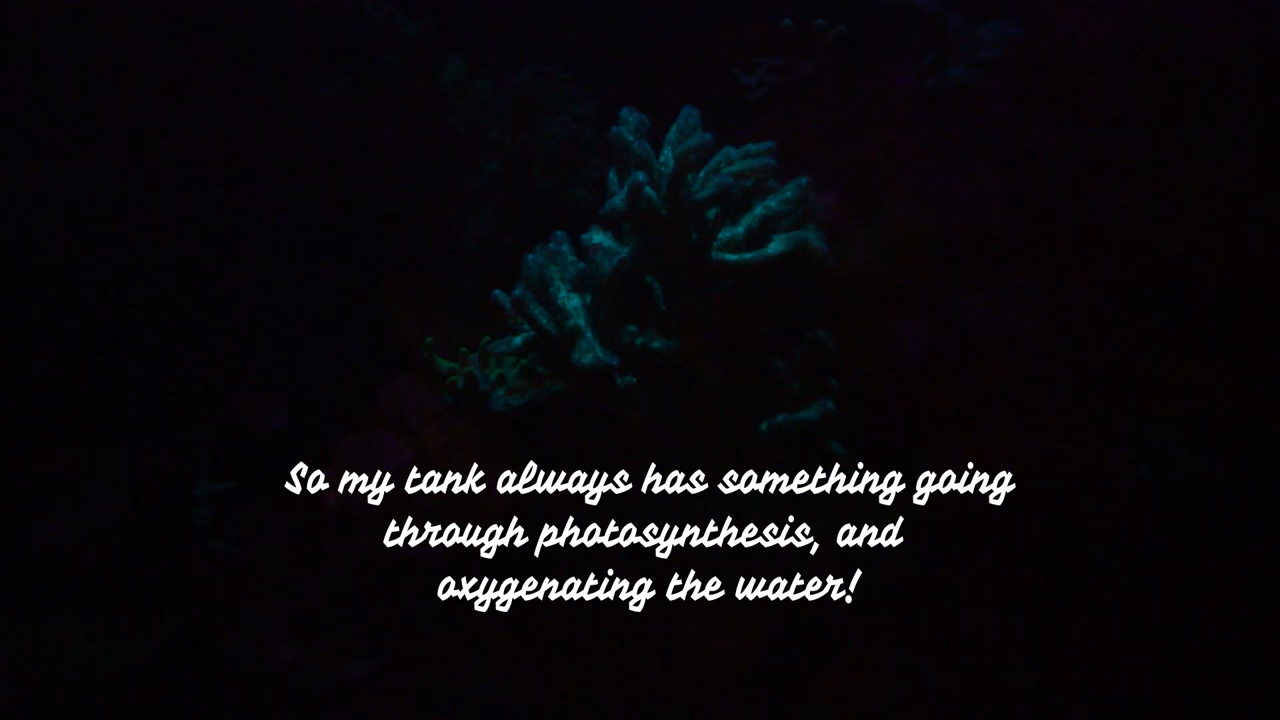 So my tank always has something going
through photosynthesis, and
oxygenating the water!